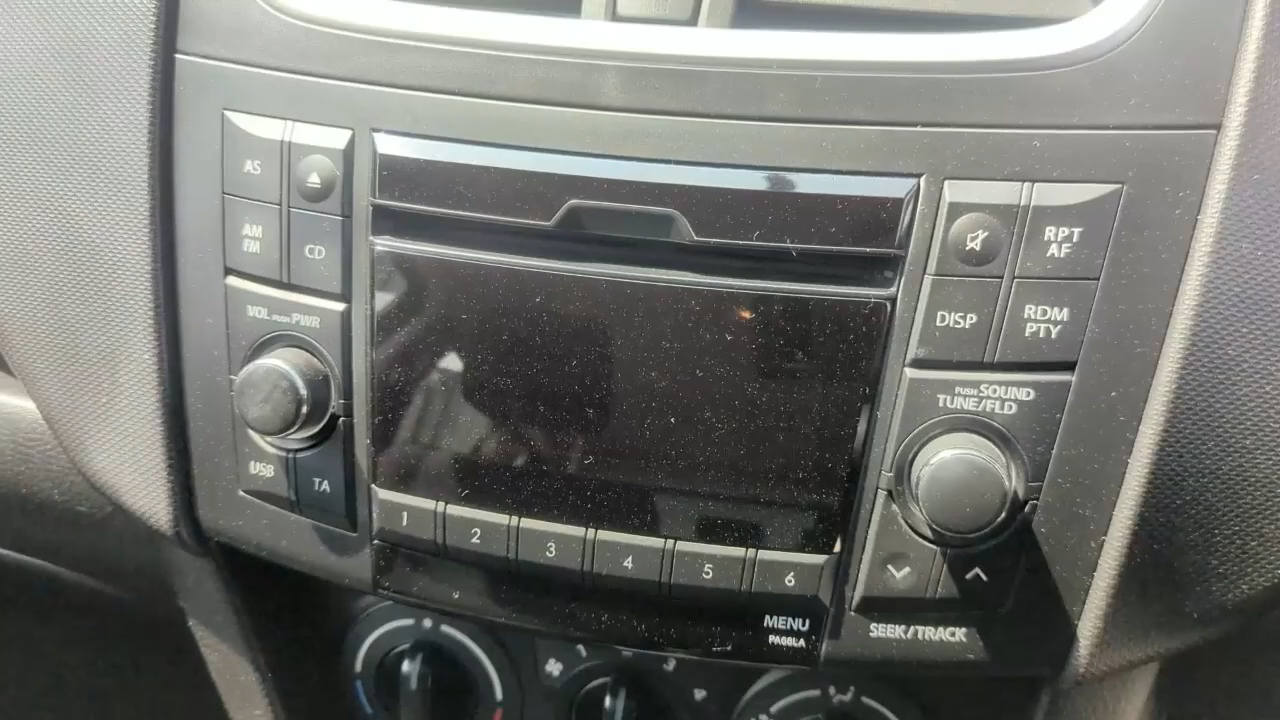 AS
AM
FM
CD
VOL PUSH PWR
USB
TA
1
2
3
4
5
6
MENU
PA66LA
RPT
AF
DISP
RDM
PTY
PUSH SOUND
TUNE/FLD
SEEK/TRACK